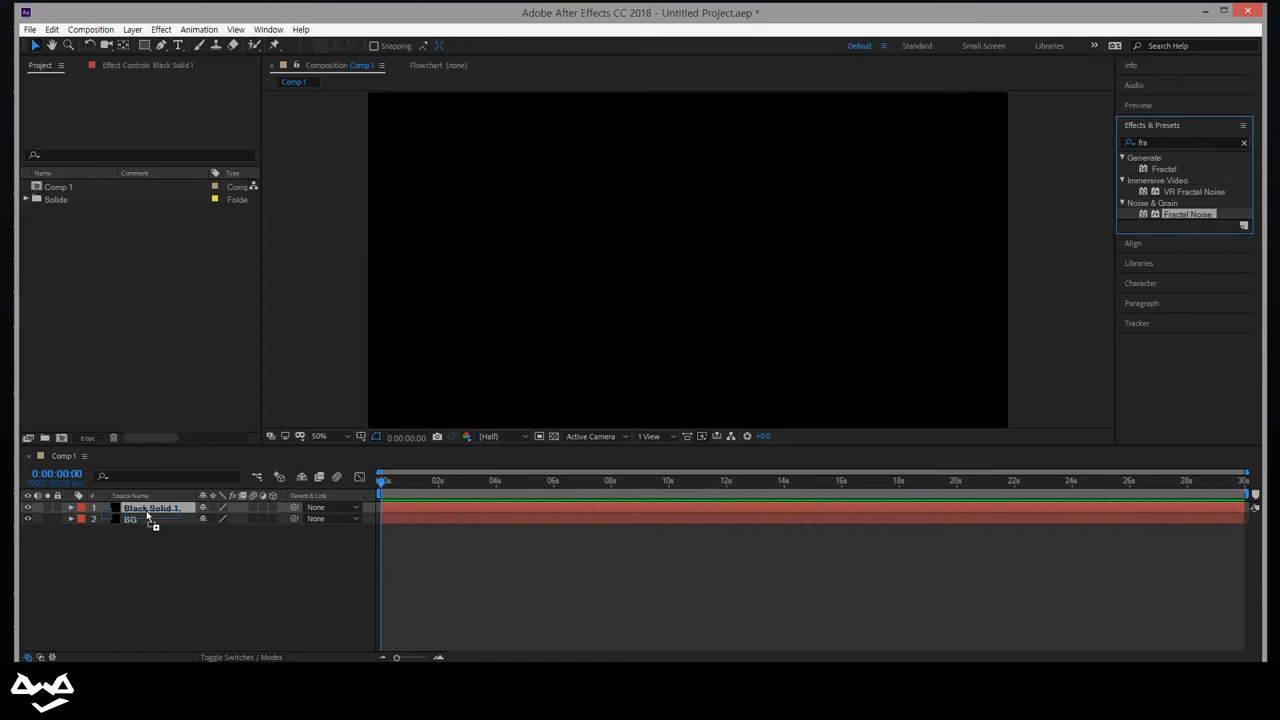 Adobe After Effects CC 2018 - Untitled Project.aep *
File Edit Composition Layer Effect Animation View Window Help
Snapping
Default Standard Small Screen Libraries Search Help
Project Effect Controls Black Solid 1
Composition Comp 1 Flowchart (none)
Comp 1
Info
Audio
Preview
Effects & Presets
fra
Generate
Fractal
Immersive Video
VR Fractal Noise
Noise & Grain
Fractal Noise
Align
Libraries
Character
Paragraph
Tracker
Name Comment Type
Comp 1 Comp
Solids Folde
8 bpc
50% 0:00:00:00 (Half) Active Camera 1 View +0.0
Comp 1
0:00:00:00
00000 (60.00 fps)
# Source Name Parent & Link
1 Black Solid 1 None
2 BG None
02s 04s 06s 08s 10s 12s 14s 16s 18s 20s 22s 24s 26s 28s 30s
Toggle Switches / Modes